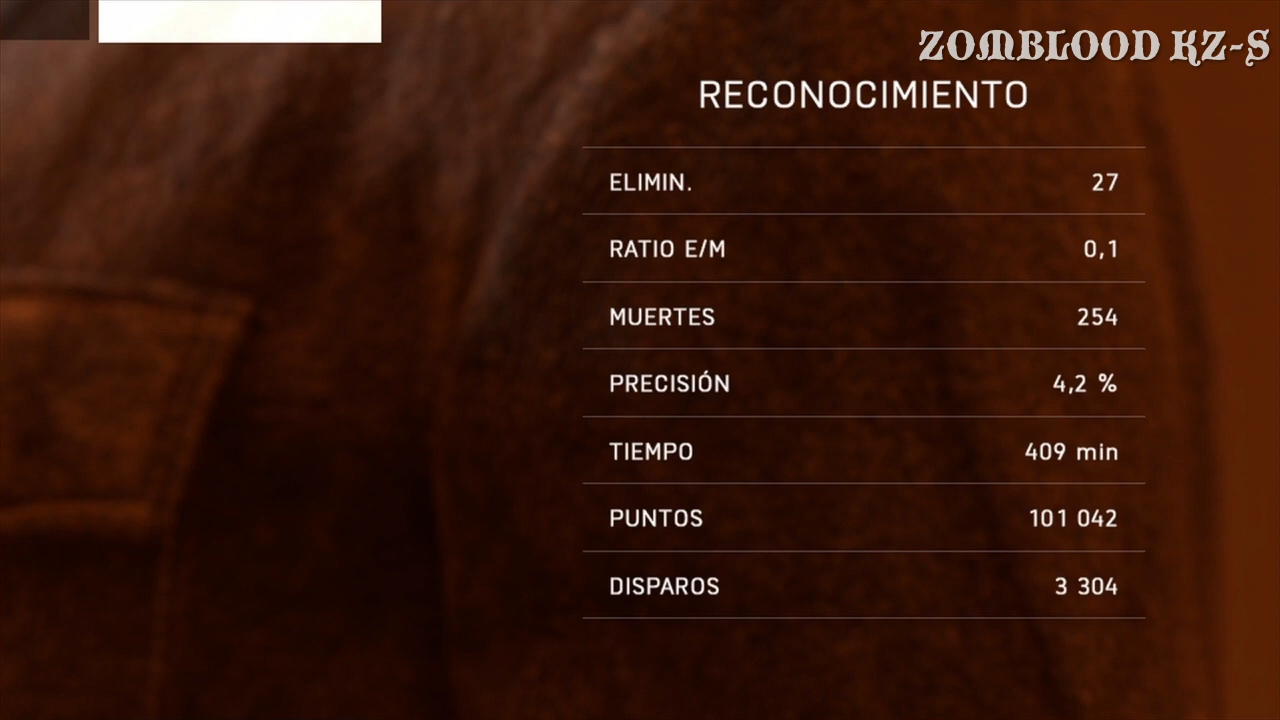 ZOMBLOOD KZ-S
RECONOCIMIENTO
ELIMIN. 27
RATIO E/M 0,1
MUERTES 254
PRECISIÓN 4,2 %
TIEMPO 409 min
PUNTOS 101 042
DISPAROS 3 304